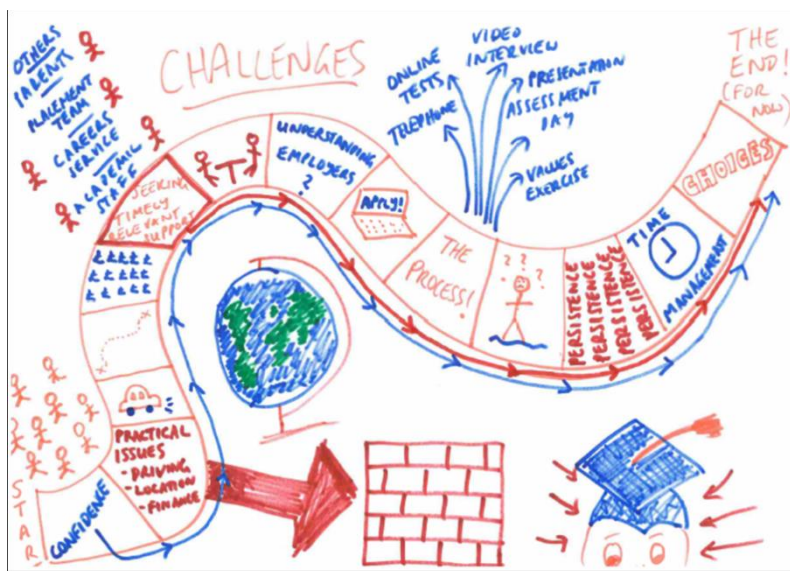 CHALLENGES
OTHERS
PARENTS
PLACEMENT
TEAM
CAREERS
SERVICE
ACADEMIC
STAFF
START
CONFIDENCE
PRACTICAL
ISSUES
- DRIVING
- LOCATION
- FINANCE
£ £ £ £ £
£ £ £ £ £
£ £ £ £ £
SEEKING
TIMELY
RELEVANT
SUPPORT
UNDERSTANDING
EMPLOYERS
?
APPLY!
THE
PROCESS!
TELEPHONE
ONLINE
TESTS
VIDEO
INTERVIEW
PRESENTATION
ASSESSMENT
DAY
VALUES
EXERCISE
? ? ? ?
PERSISTENCE
PERSISTENCE
PERSISTENCE
PERSISTENCE
TIME
MANAGEMENT
CHOICES
THE
END!
(FOR
NOW)